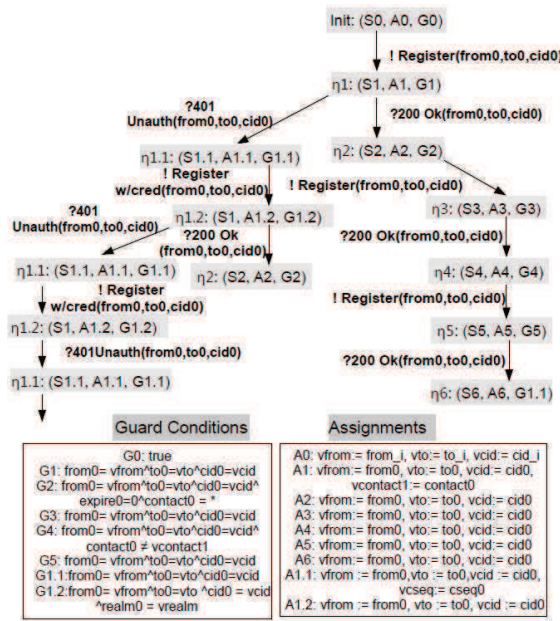 Init: (S0, A0, G0)
! Register(from0,to0,cid0)
η1: (S1, A1, G1)
?401
Unauth(from0,to0,cid0)
?200 Ok(from0,to0,cid0)
η1.1: (S1.1, A1.1, G1.1)
η2: (S2, A2, G2)
! Register
w/cred(from0,to0,cid0)
! Register(from0,to0,cid0)
?401
Unauth(from0,to0,cid0)
η1.2: (S1, A1.2, G1.2)
η3: (S3, A3, G3)
?200 Ok
(from0,to0,cid0)
?200 Ok(from0,to0,cid0)
η1.1: (S1.1, A1.1, G1.1)
η2: (S2, A2, G2)
η4: (S4, A4, G4)
! Register
w/cred(from0,to0,cid0)
! Register(from0,to0,cid0)
η1.2: (S1, A1.2, G1.2)
η5: (S5, A5, G5)
?401Unauth(from0,to0,cid0)
?200 Ok(from0,to0,cid0)
η1.1: (S1.1, A1.1, G1.1)
η6: (S6, A6, G1.1)
Guard Conditions
G0: true
G1: from0= vfrom^to0=vto^cid0=vcid
G2: from0= vfrom^to0=vto^cid0=vcid^
expire0=0^contact0 = *
G3: from0= vfrom^to0=vto^cid0=vcid
G4: from0= vfrom^to0=vto^cid0=vcid^
contact0 ≠ vcontact1
G5: from0= vfrom^to0=vto^cid0=vcid
G1.1:from0= vfrom^to0=vto^cid0=vcid
G1.2:from0= vfrom^to0=vto ^cid0 = vcid
^realm0 = vrealm
Assignments
A0: vfrom:= from_i, vto:= to_i, vcid:= cid_i
A1: vfrom:= from0, vto:= to0, vcid:= cid0,
vcontact1:= contact0
A2: vfrom:= from0, vto:= to0, vcid:= cid0
A3: vfrom:= from0, vto:= to0, vcid:= cid0
A4: vfrom:= from0, vto:= to0, vcid:= cid0
A5: vfrom:= from0, vto:= to0, vcid:= cid0
A6: vfrom:= from0, vto:= to0, vcid:= cid0
A1.1: vfrom := from0,vto := to0,vcid:= cid0,
vcseq:= cseq0
A1.2: vfrom := from0, vto := to0, vcid := cid0